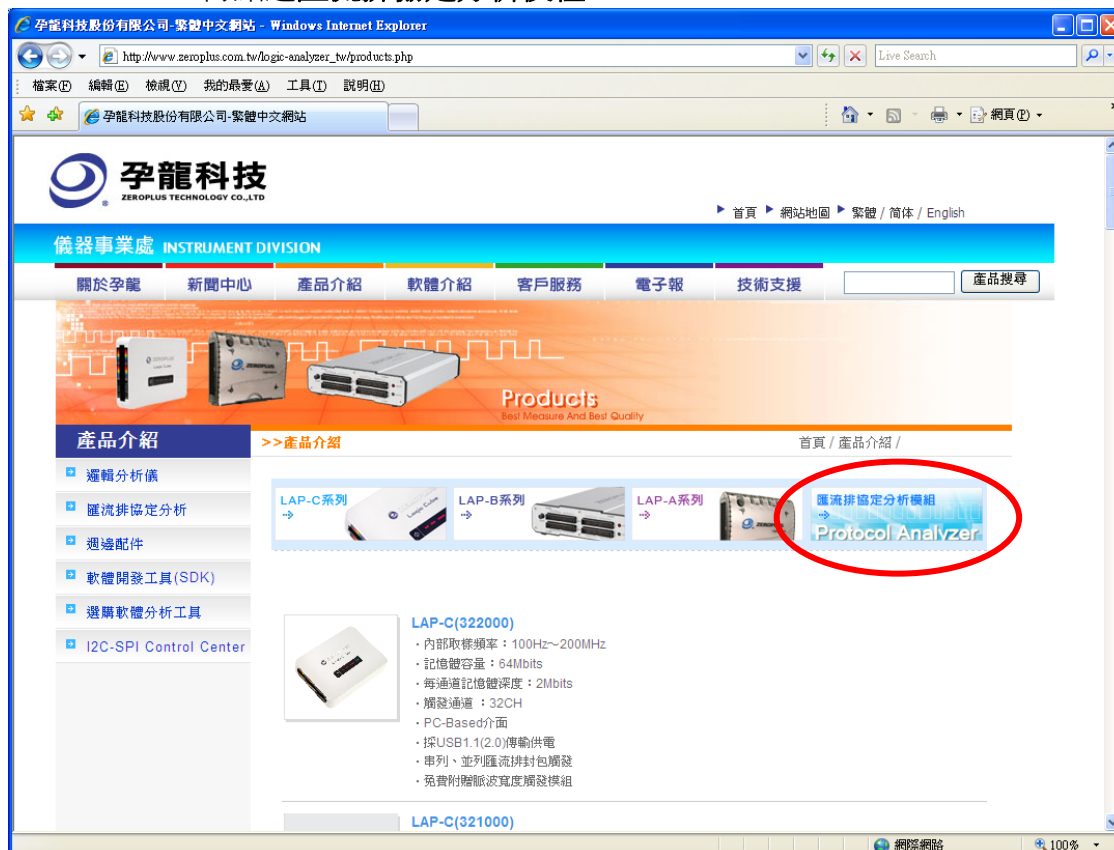 孕龍科技股份有限公司-繁體中文網站 - Windows Internet Explorer
http://www.zeroplus.com.tw/logic-analyzer_tw/products.php
Live Search
檔案(F) 編輯(E) 檢視(V) 我的最愛(A) 工具(T) 說明(H)
孕龍科技股份有限公司-繁體中文網站
網頁(P)
孕龍科技
ZEROPLUS TECHNOLOGY CO.,LTD
首頁 網站地圖 繁體 / 简体 / English
儀器事業處 INSTRUMENT DIVISION
關於孕龍 新聞中心 產品介紹 軟體介紹 客戶服務 電子報 技術支援 產品搜尋
Products
Best Measure And Best Quality
產品介紹
>>產品介紹
首頁 / 產品介紹 /
邏輯分析儀
匯流排協定分析
週邊配件
軟體開發工具(SDK)
選購軟體分析工具
I2C-SPI Control Center
LAP-C系列
LAP-B系列
LAP-A系列
匯流排協定分析模組
Protocol Analyzer
LAP-C(322000)
・內部取樣頻率：100Hz～200MHz
・記憶體容量：64Mbits
・每通道記憶體深度：2Mbits
・觸發通道 ：32CH
・PC-Based介面
・採USB1.1(2.0)傳輸供電
・串列、並列匯流排封包觸發
・免費附贈脈波寬度觸發模組
LAP-C(321000)
網際網路
100%